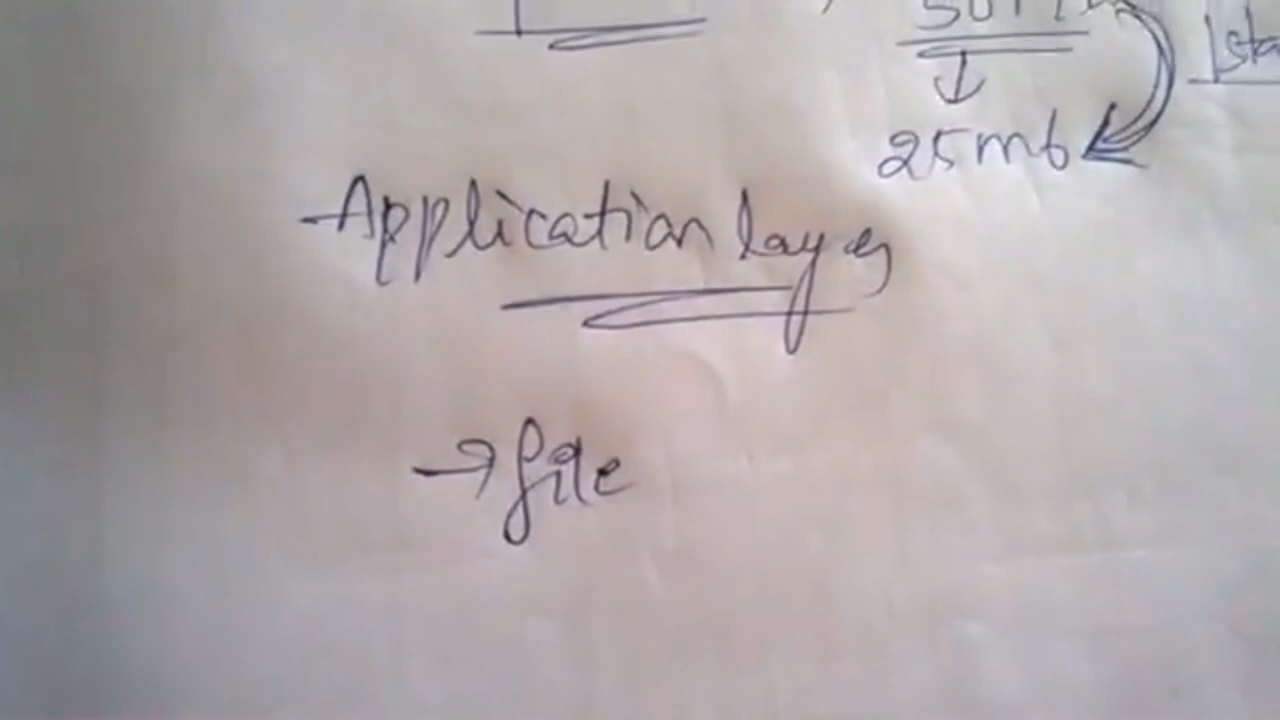 25mb
Application layer
→ file